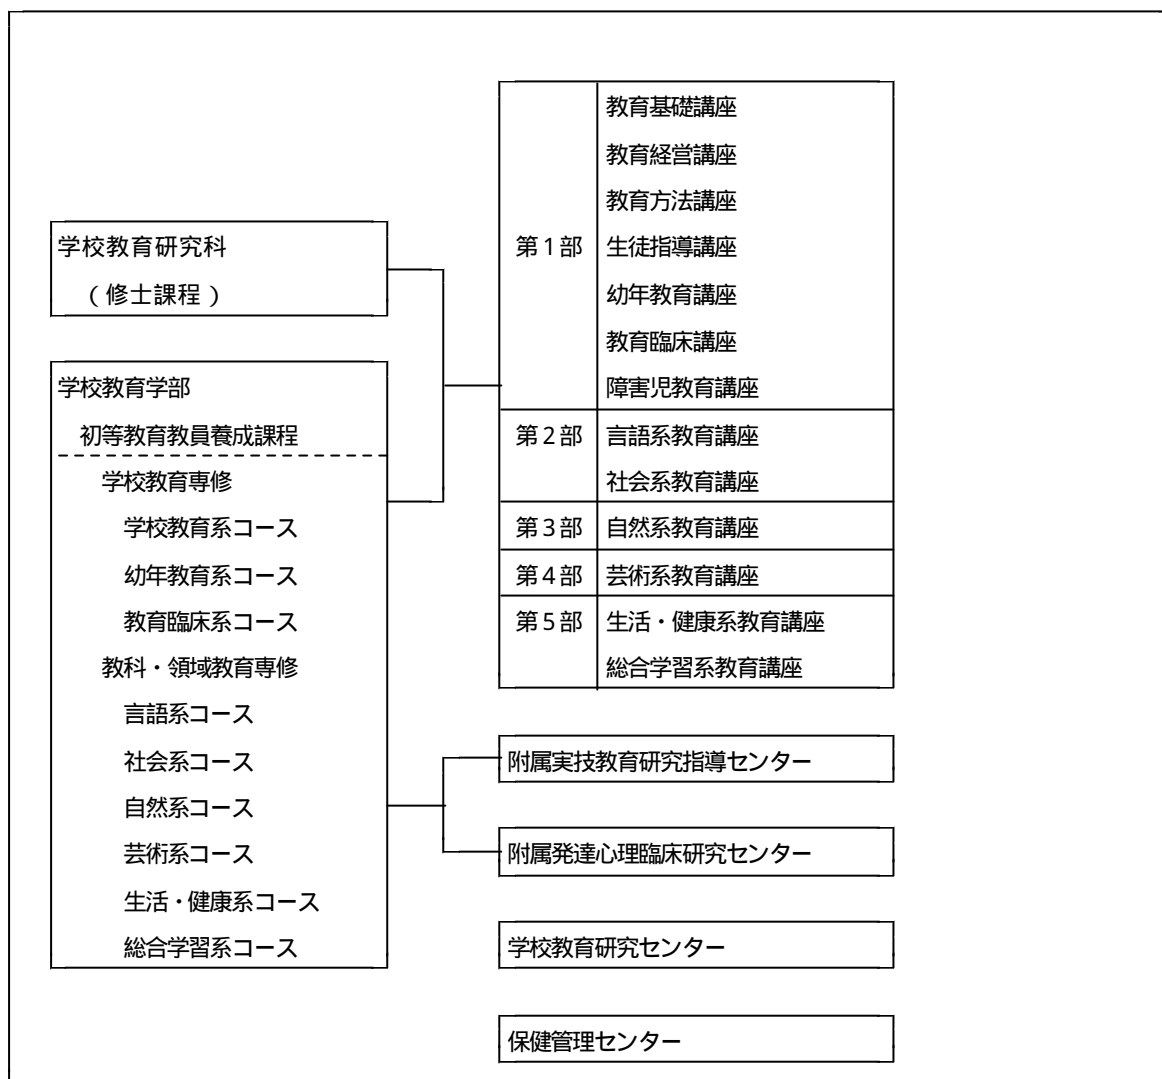 学校教育研究科
(修士課程)
学校教育学部
初等教育教員養成課程
学校教育専修
学校教育系コース
幼年教育系コース
教育臨床系コース
教科・領域教育専修
言語系コース
社会系コース
自然系コース
芸術系コース
生活・健康系コース
総合学習系コース
第1部
教育基礎講座
教育経営講座
教育方法講座
生徒指導講座
幼年教育講座
教育臨床講座
障害児教育講座
第2部
言語系教育講座
社会系教育講座
第3部
自然系教育講座
第4部
芸術系教育講座
第5部
生活・健康系教育講座
総合学習系教育講座
附属実技教育研究指導センター
附属発達心理臨床研究センター
学校教育研究センター
保健管理センター